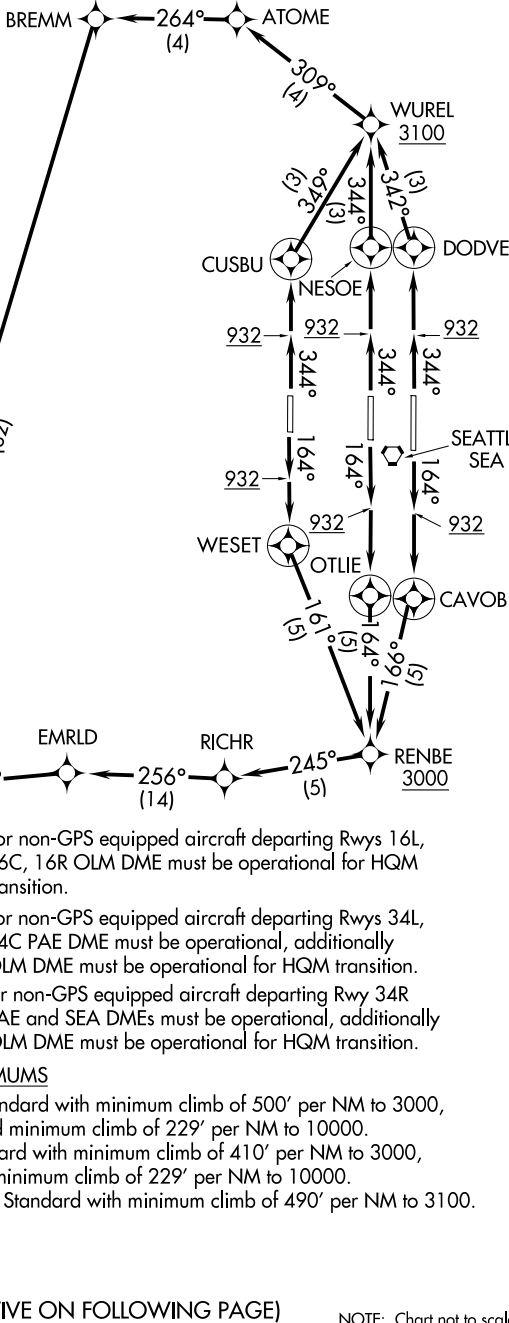 BREMM
264°
(4)
ATOME
309°
(4)
WUREL
3100
(3)
349°
(3)
344°
342°
(3)
CUSBU
NESOE
DODVE
932
932
932
344°
344°
344°
SEATTL
SEA
164°
164°
164°
932
932
932
WESET
OTLIE
CAVOB
161°
(5)
(5)
164°
166°
(5)
EMRLD
RICHR
RENBE
3000
256°
(14)
245°
(5)
or non-GPS equipped aircraft departing Rwys 16L,
6C, 16R OLM DME must be operational for HQM
ansition.
or non-GPS equipped aircraft departing Rwys 34L,
4C PAE DME must be operational, additionally
OLM DME must be operational for HQM transition.
r non-GPS equipped aircraft departing Rwy 34R
AE and SEA DMEs must be operational, additionally
OLM DME must be operational for HQM transition.
MUMS
ndard with minimum climb of 500' per NM to 3000,
d minimum climb of 229' per NM to 10000.
ard with minimum climb of 410' per NM to 3000,
minimum climb of 229' per NM to 10000.
Standard with minimum climb of 490' per NM to 3100.
TIVE ON FOLLOWING PAGE)
NOTE: Chart not to scale